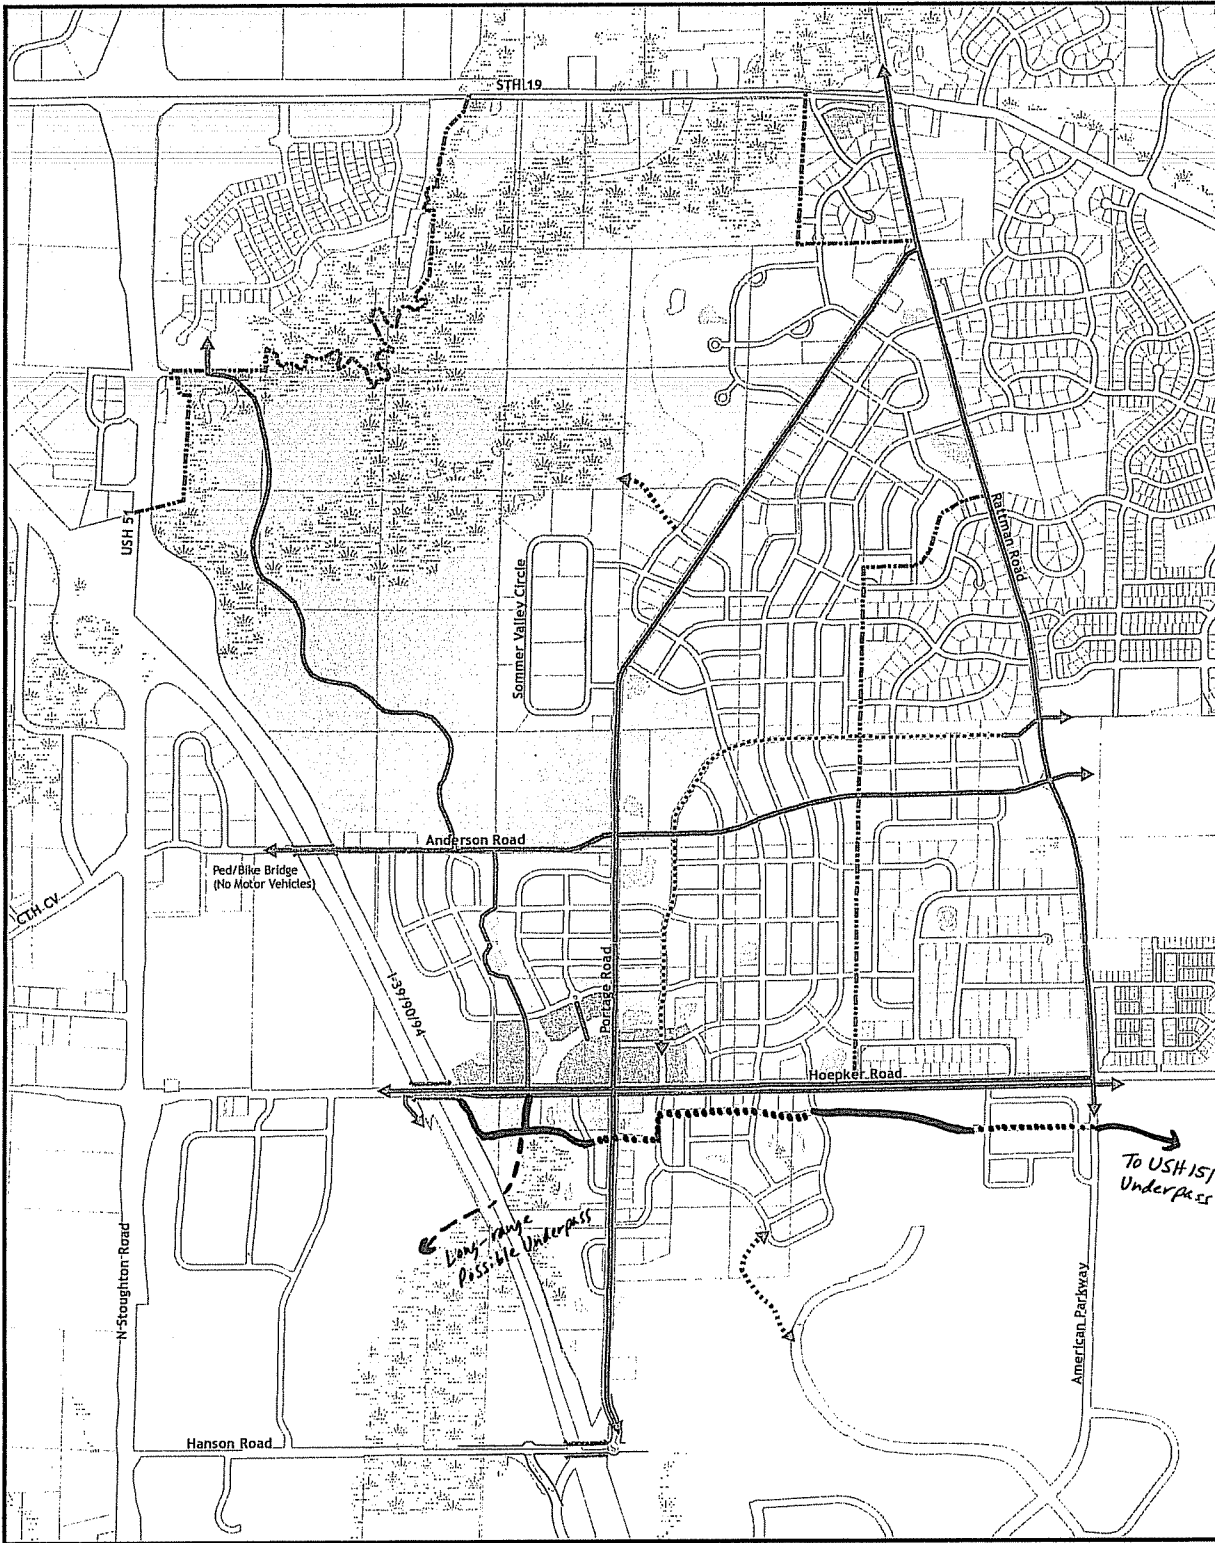 STH 19
USH 51
Rattman Road
Sommer Valley Circle
Anderson Road
Ped/Bike Bridge
(No Motor Vehicles)
CTH CV
I-39/90/94
Portage Road
Hoepker Road
To USH 151
Underpass
Long-range
Possible Underpass
N Stoughton Road
American Parkway
Hanson Road